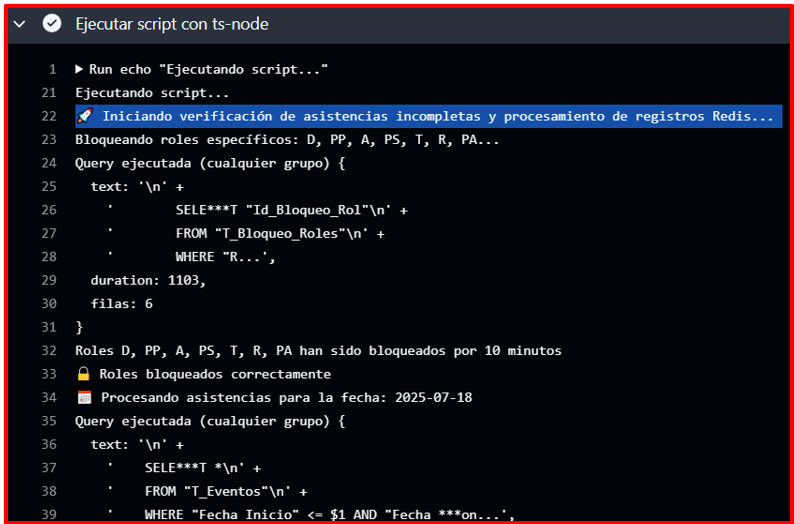 Ejecutar script con ts-node
1 ▶ Run echo "Ejecutando script..."
21 Ejecutando script...
22 🚀 Iniciando verificación de asistencias incompletas y procesamiento de registros Redis...
23 Bloqueando roles específicos: D, PP, A, PS, T, R, PA...
24 Query ejecutada (cualquier grupo) {
25   text: '\n' +
26     '        SELE***T "Id_Bloqueo_Rol"\n' +
27     '        FROM "T_Bloqueo_Roles"\n' +
28     '        WHERE "R...',
29   duration: 1103,
30   filas: 6
31 }
32 Roles D, PP, A, PS, T, R, PA han sido bloqueados por 10 minutos
33 🔒 Roles bloqueados correctamente
34 📅 Procesando asistencias para la fecha: 2025-07-18
35 Query ejecutada (cualquier grupo) {
36   text: '\n' +
37     '    SELE***T *\n' +
38     '    FROM "T_Eventos"\n' +
39     '    WHERE "Fecha_Inicio" <= $1 AND "Fecha_***on...',